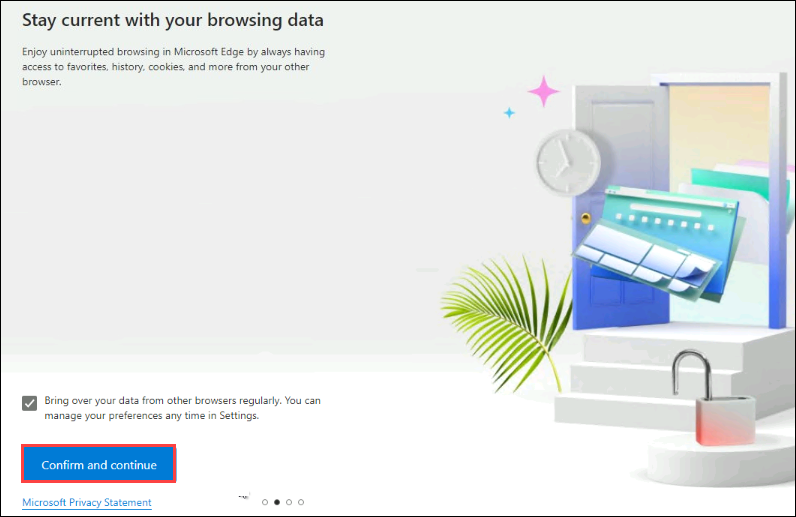 Stay current with your browsing data
Enjoy uninterrupted browsing in Microsoft Edge by always having
access to favorites, history, cookies, and more from your other
browser.
Bring over your data from other browsers regularly. You can
manage your preferences any time in Settings.
Confirm and continue
Microsoft Privacy Statement